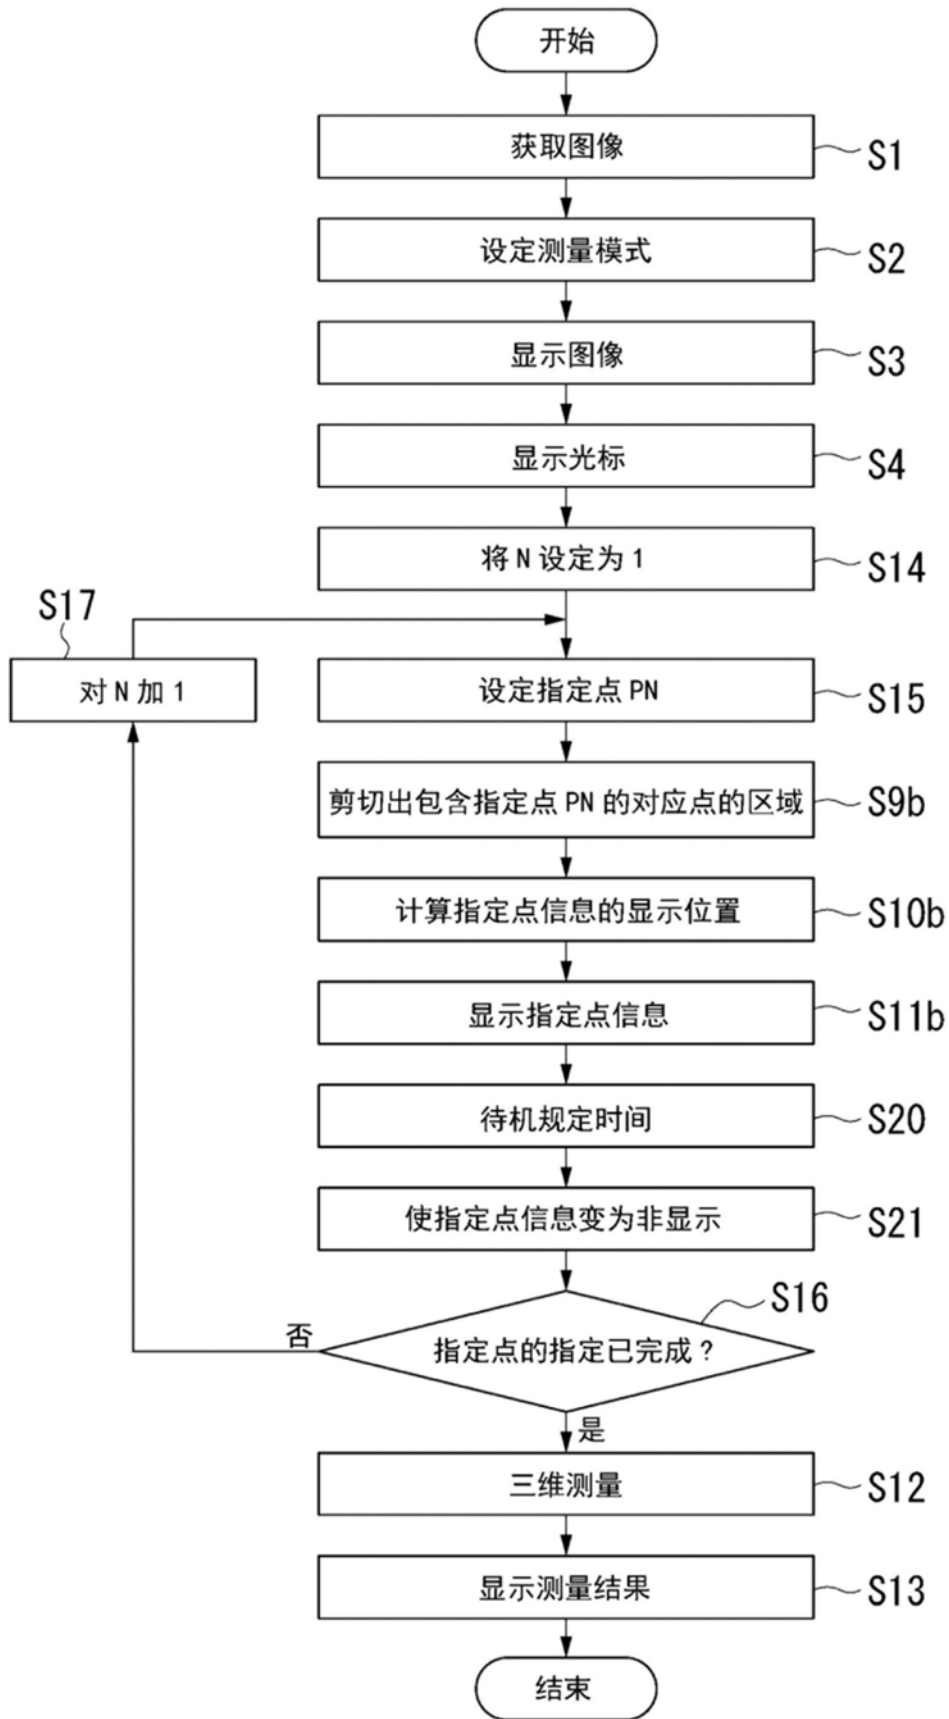 开始
获取图像
S1
设定测量模式
S2
显示图像
S3
显示光标
S4
将N设定为1
S14
S17
对N加1
设定指定点PN
S15
剪切出包含指定点PN的对应点的区域
S9b
计算指定点信息的显示位置
S10b
显示指定点信息
S11b
待机规定时间
S20
使指定点信息变为非显示
S21
S16
否
指定点的指定已完成?
是
三维测量
S12
显示测量结果
S13
结束